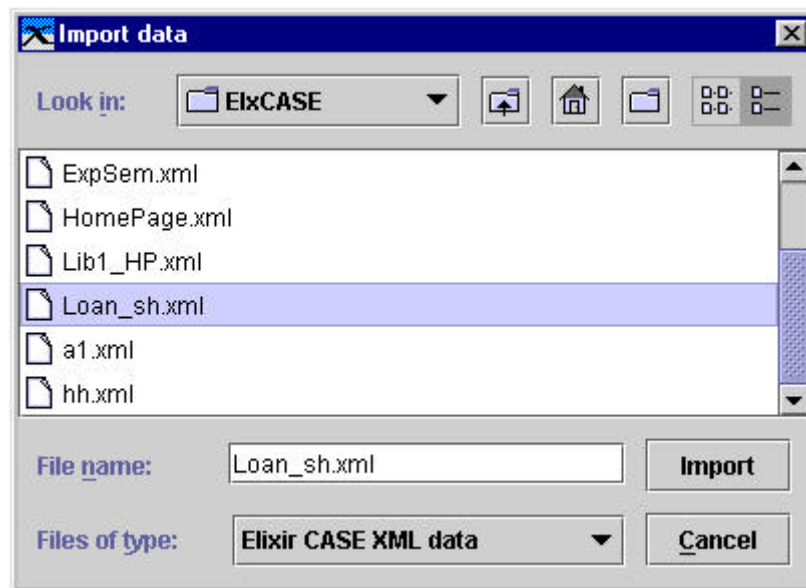 Import data
Look in: ElxCASE
ExpSem.xml
HomePage.xml
Lib1_HP.xml
Loan_sh.xml
a1.xml
hh.xml
File name: Loan_sh.xml Import
Files of type: Elixir CASE XML data Cancel